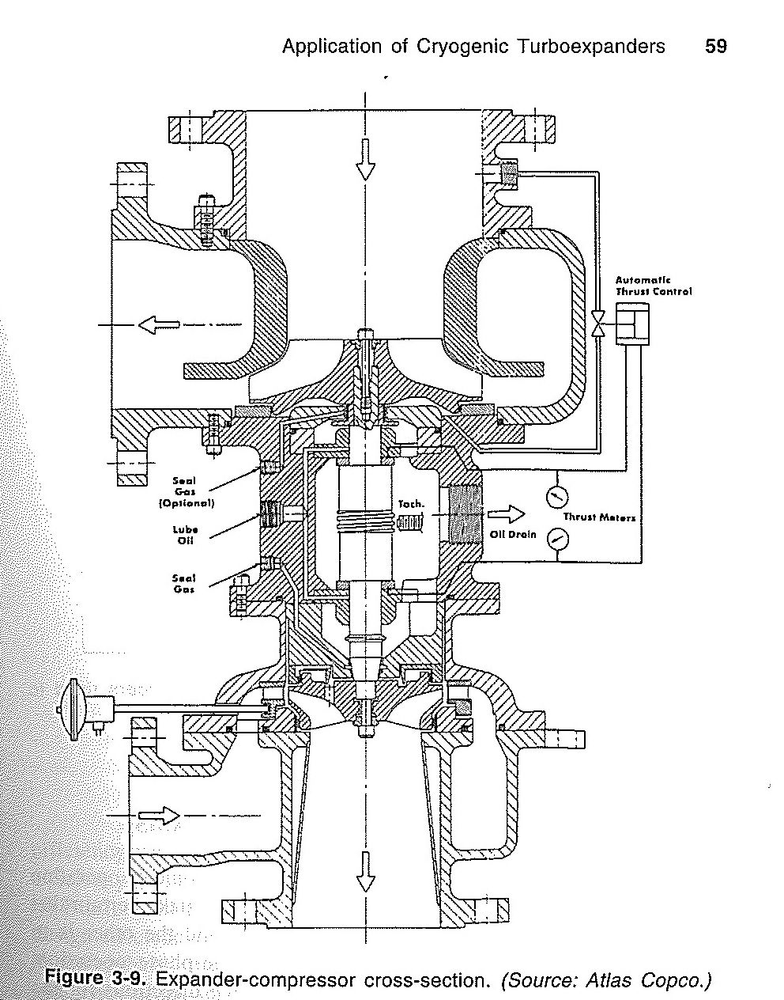 Application of Cryogenic Turboexpanders 59
Automatic
Thrust Control
Seal
Gas
(Optional)
Tach.
Lube
Oil
Thrust Meters
Oil Drain
Seal
Gas
Figure 3-9. Expander-compressor cross-section. (Source: Atlas Copco.)